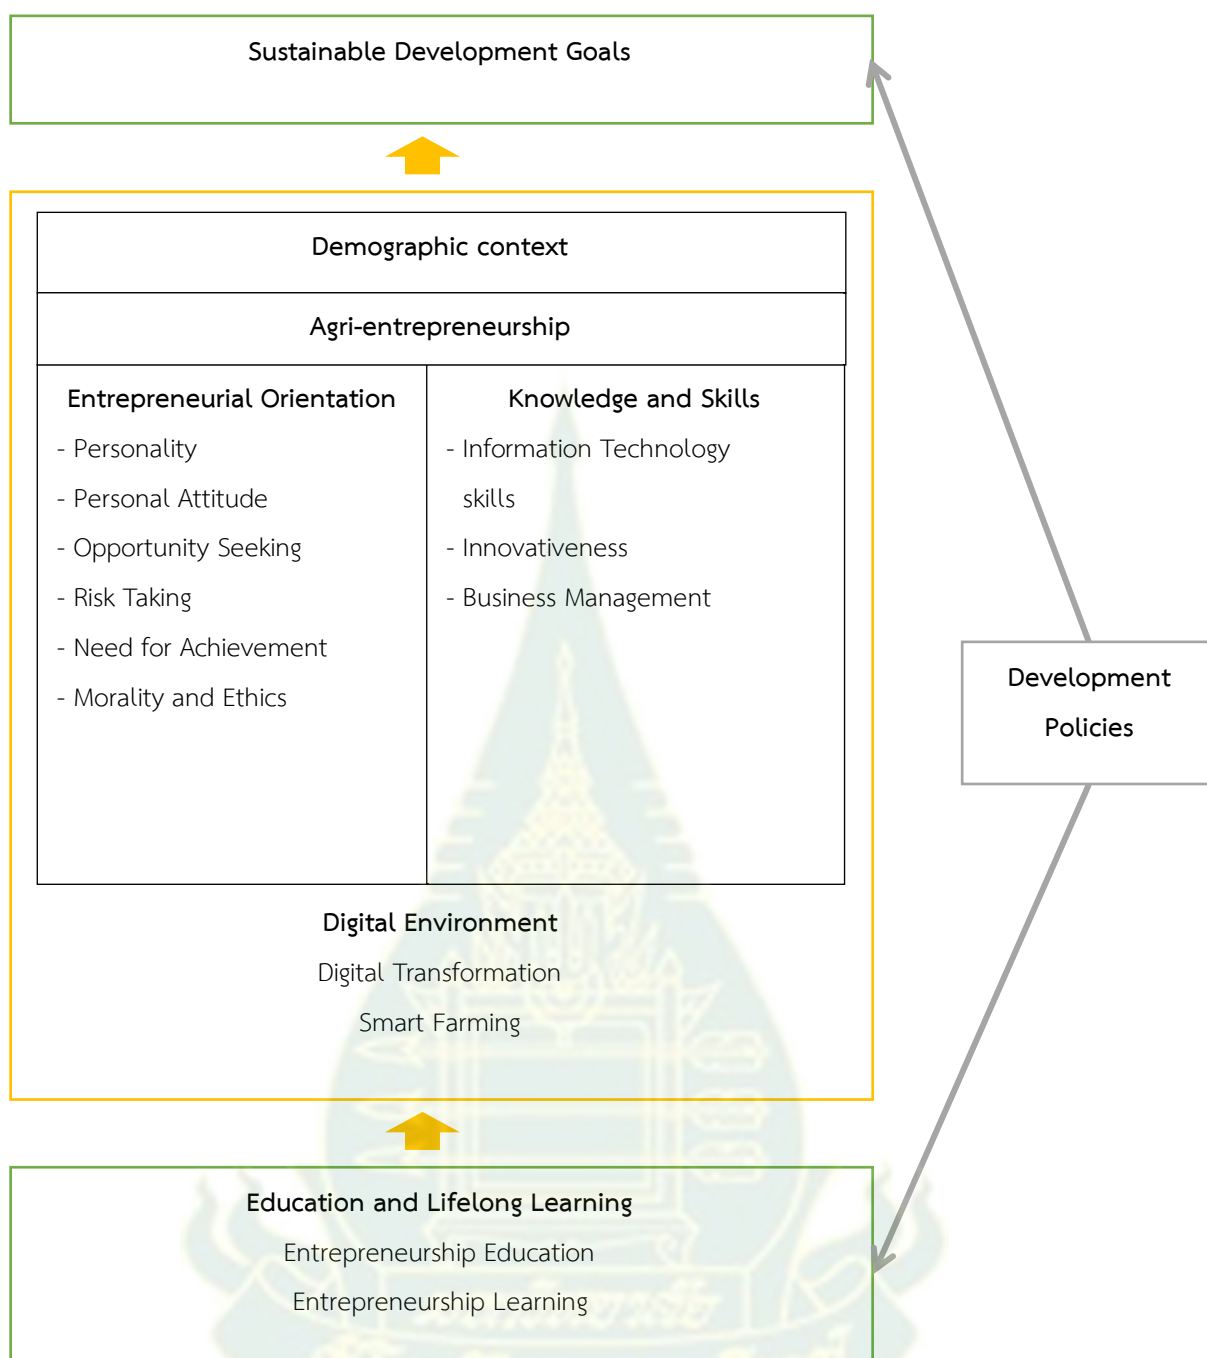 Sustainable Development Goals
Demographic context
Agri-entrepreneurship
Entrepreneurial Orientation
- Personality
- Personal Attitude
- Opportunity Seeking
- Risk Taking
- Need for Achievement
- Morality and Ethics
Knowledge and Skills
- Information Technology
skills
- Innovativeness
- Business Management
Digital Environment
Digital Transformation
Smart Farming
Development
Policies
Education and Lifelong Learning
Entrepreneurship Education
Entrepreneurship Learning